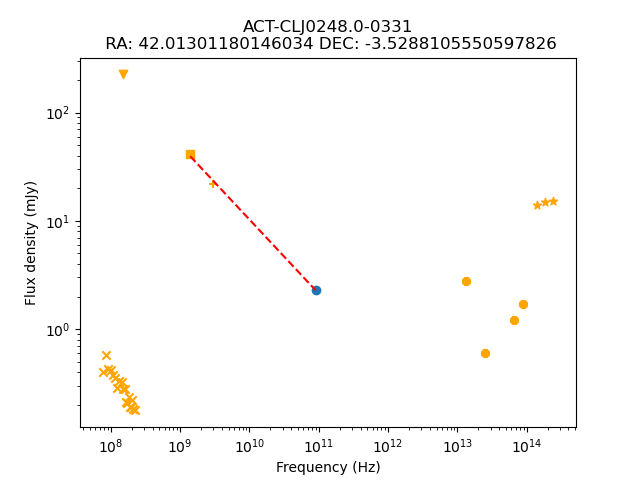 ACT-CLJ0248.0-0331
RA: 42.01301180146034 DEC: -3.5288105550597826
Flux density (mJy)
10²
10¹
10⁰
10⁸ 10⁹ 10¹⁰ 10¹¹ 10¹² 10¹³ 10¹⁴
Frequency (Hz)